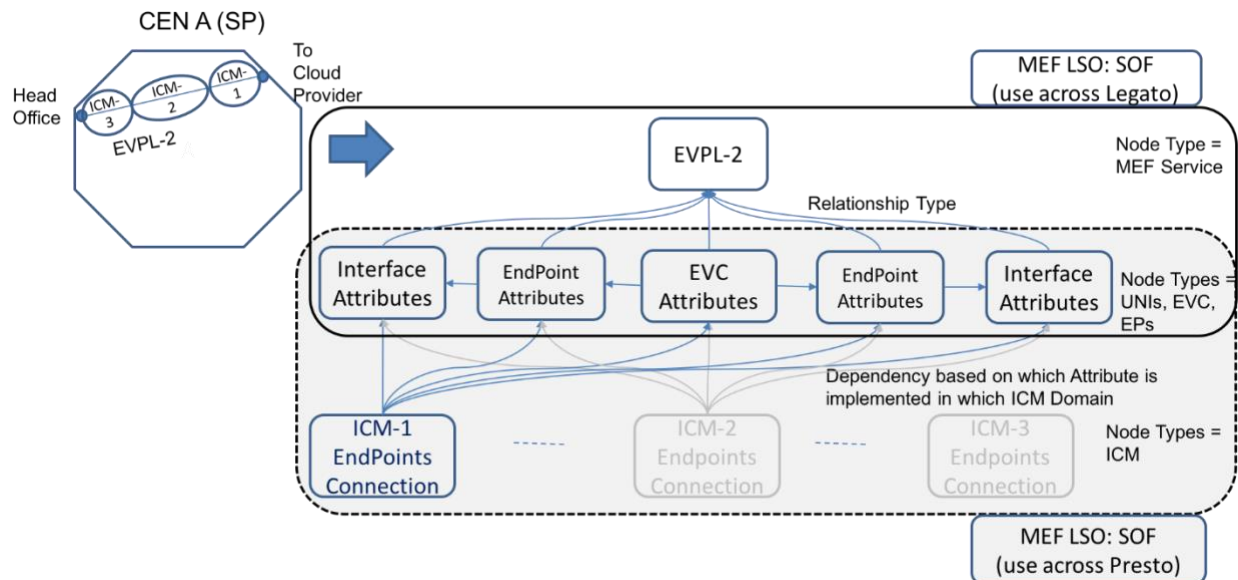 CEN A (SP)
To
Cloud
Provider
Head
Office
ICM-
3
ICM-
2
ICM-
1
EVPL-2
MEF LSO: SOF
(use across Legato)
Node Type =
MEF Service
EVPL-2
Relationship Type
Interface
Attributes
EndPoint
Attributes
EVC
Attributes
EndPoint
Attributes
Interface
Attributes
Node Types =
UNIs, EVC,
EPs
Dependency based on which Attribute is
implemented in which ICM Domain
ICM-1
EndPoints
Connection
ICM-2
Endpoints
Connection
ICM-3
Endpoints
Connection
Node Types =
ICM
MEF LSO: SOF
(use across Presto)